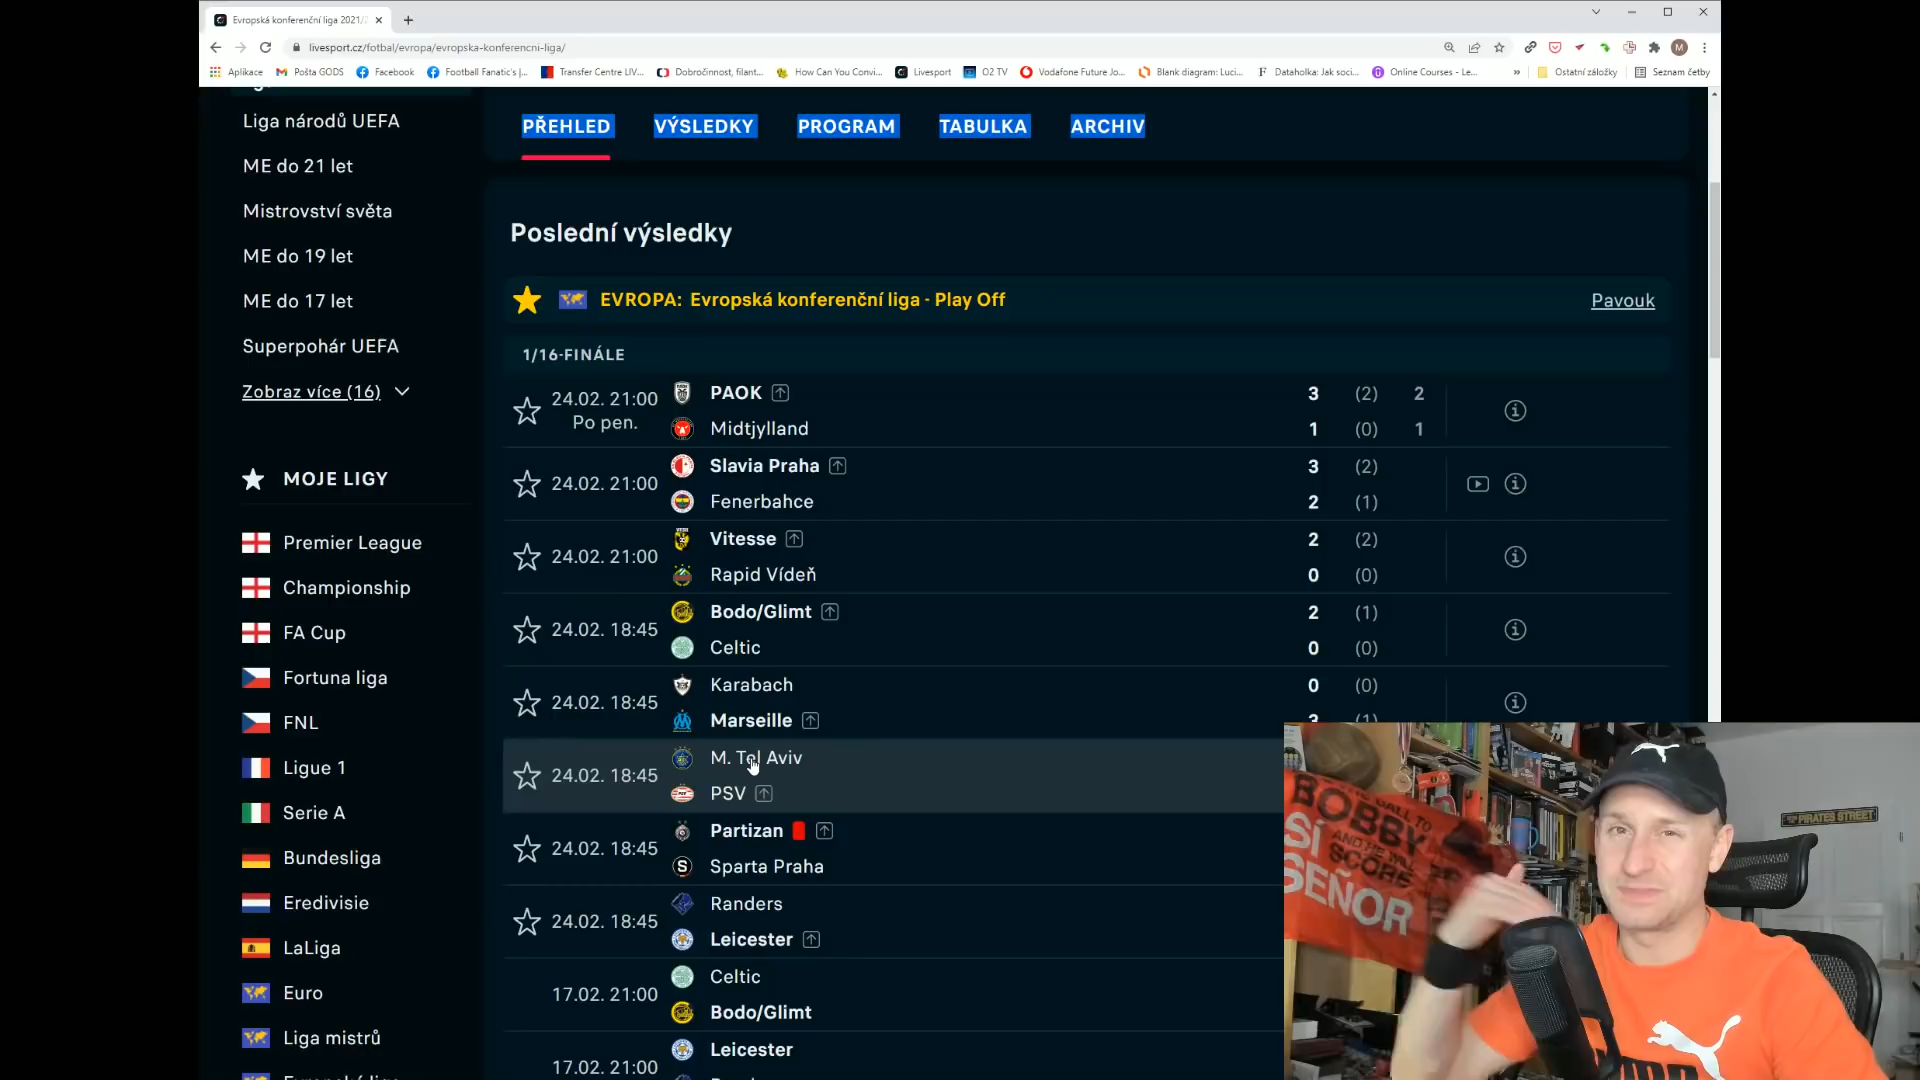 Evropská konferenční liga 2021/2
livesport.cz/fotbal/evropa/evropska-konferencni-liga/
M
Aplikace
Pošta GODS
Facebook
Football Fanatic's |...
Transfer Centre LIV...
Dobročinnost, filant...
How Can You Convi...
Livesport
O2 TV
Vodafone Future Jo...
Blank diagram: Luci...
Dataholka: Jak soci...
Online Courses - Le...
»
Ostatní záložky
Seznam četby
Liga národů UEFA
ME do 21 let
Mistrovství světa
ME do 19 let
ME do 17 let
Superpohár UEFA
Zobraz více (16)
MOJE LIGY
Premier League
Championship
FA Cup
Fortuna liga
FNL
Ligue 1
Serie A
Bundesliga
Eredivisie
LaLiga
Euro
Liga mistrů
PŘEHLED VÝSLEDKY PROGRAM TABULKA ARCHIV
Poslední výsledky
EVROPA: Evropská konferenční liga - Play Off Pavouk
1/16-FINÁLE
24.02. 21:00
Po pen.
PAOK 3 (2) 2
Midtjylland 1 (0) 1
24.02. 21:00
Slavia Praha 3 (2)
Fenerbahce 2 (1)
24.02. 21:00
Vitesse 2 (2)
Rapid Vídeň 0 (0)
24.02. 18:45
Bodo/Glimt 2 (1)
Celtic 0 (0)
24.02. 18:45
Karabach 0 (0)
Marseille 3 (1)
24.02. 18:45
M. Tel Aviv
PSV
24.02. 18:45
Partizan
Sparta Praha
24.02. 18:45
Randers
Leicester
17.02. 21:00
Celtic
Bodo/Glimt
17.02. 21:00
Leicester
BOBBY
AND HE WILL
SCORE
SÍ
SEÑOR
PIRATES STREET